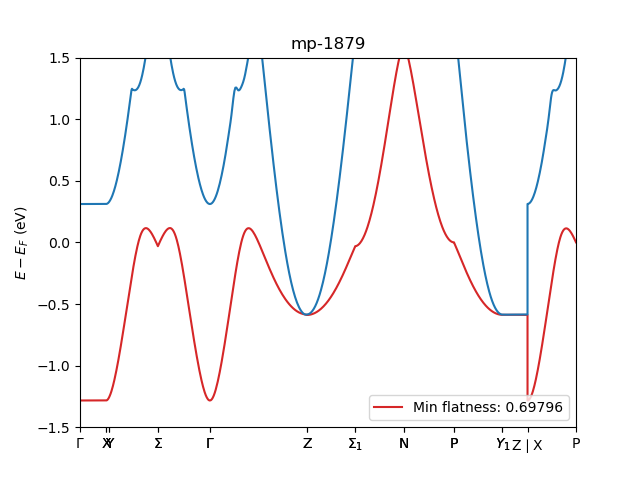 mp-1879
1.5
1.0
0.5
0.0
−0.5
−1.0
−1.5
E − E_F (eV)
Min flatness: 0.69796
Γ X Y Σ Γ Z Σ₁ N P Y₁ Z | X P